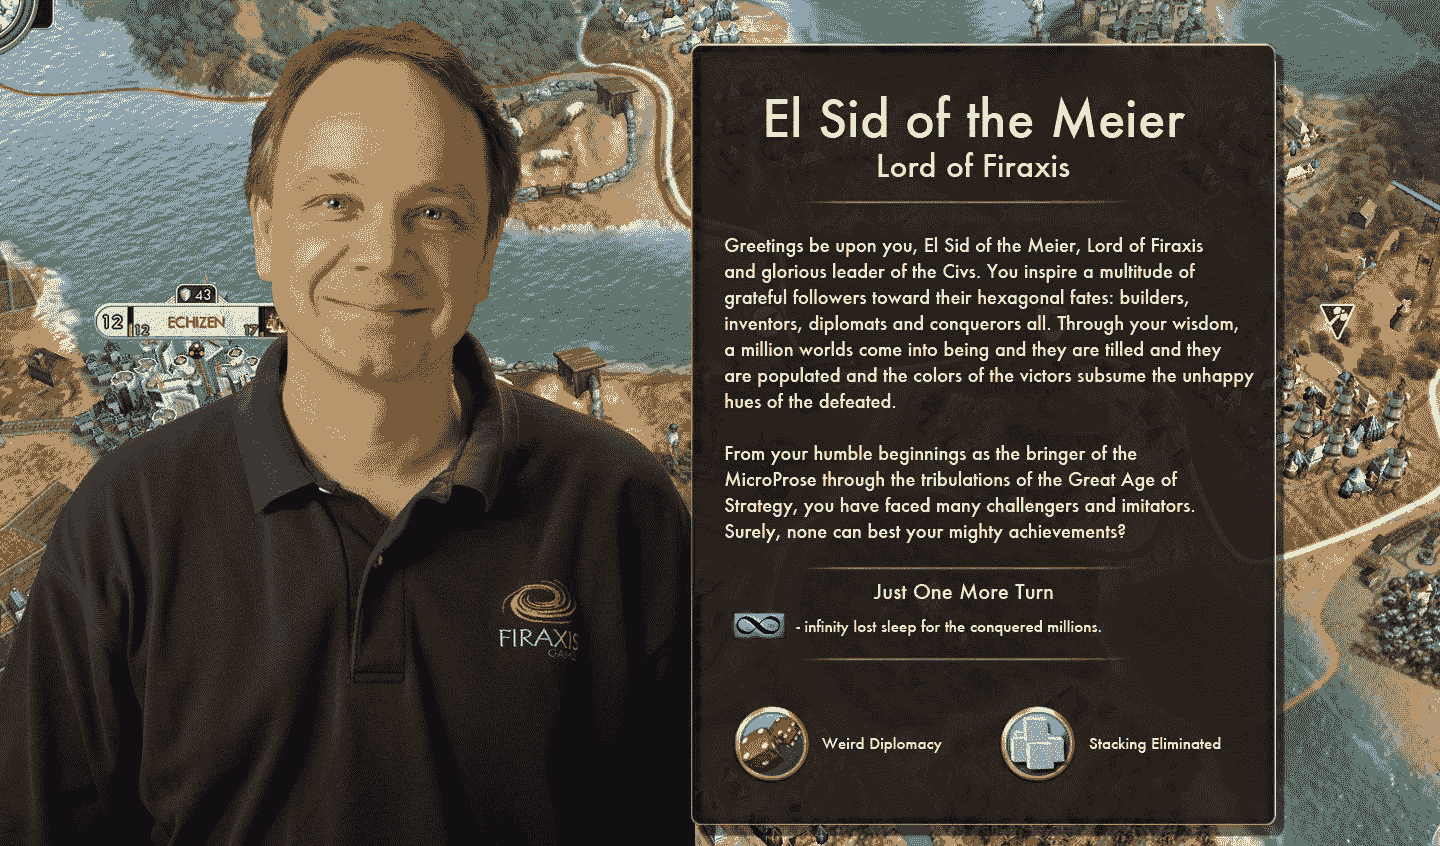 El Sid of the Meier
Lord of Firaxis
Greetings be upon you, El Sid of the Meier, Lord of Firaxis
and glorious leader of the Civs. You inspire a multitude of
grateful followers toward their hexagonal fates: builders,
inventors, diplomats and conquerors all. Through your wisdom,
a million worlds come into being and they are tilled and they
are populated and the colors of the victors subsume the unhappy
hues of the defeated.
From your humble beginnings as the bringer of the
MicroProse through the tribulations of the Great Age of
Strategy, you have faced many challengers and imitators.
Surely, none can best your mighty achievements?
Just One More Turn
- infinity lost sleep for the conquered millions.
Weird Diplomacy
Stacking Eliminated
43
12 12 ECHIZEN 17
FIRAXIS
GAMES